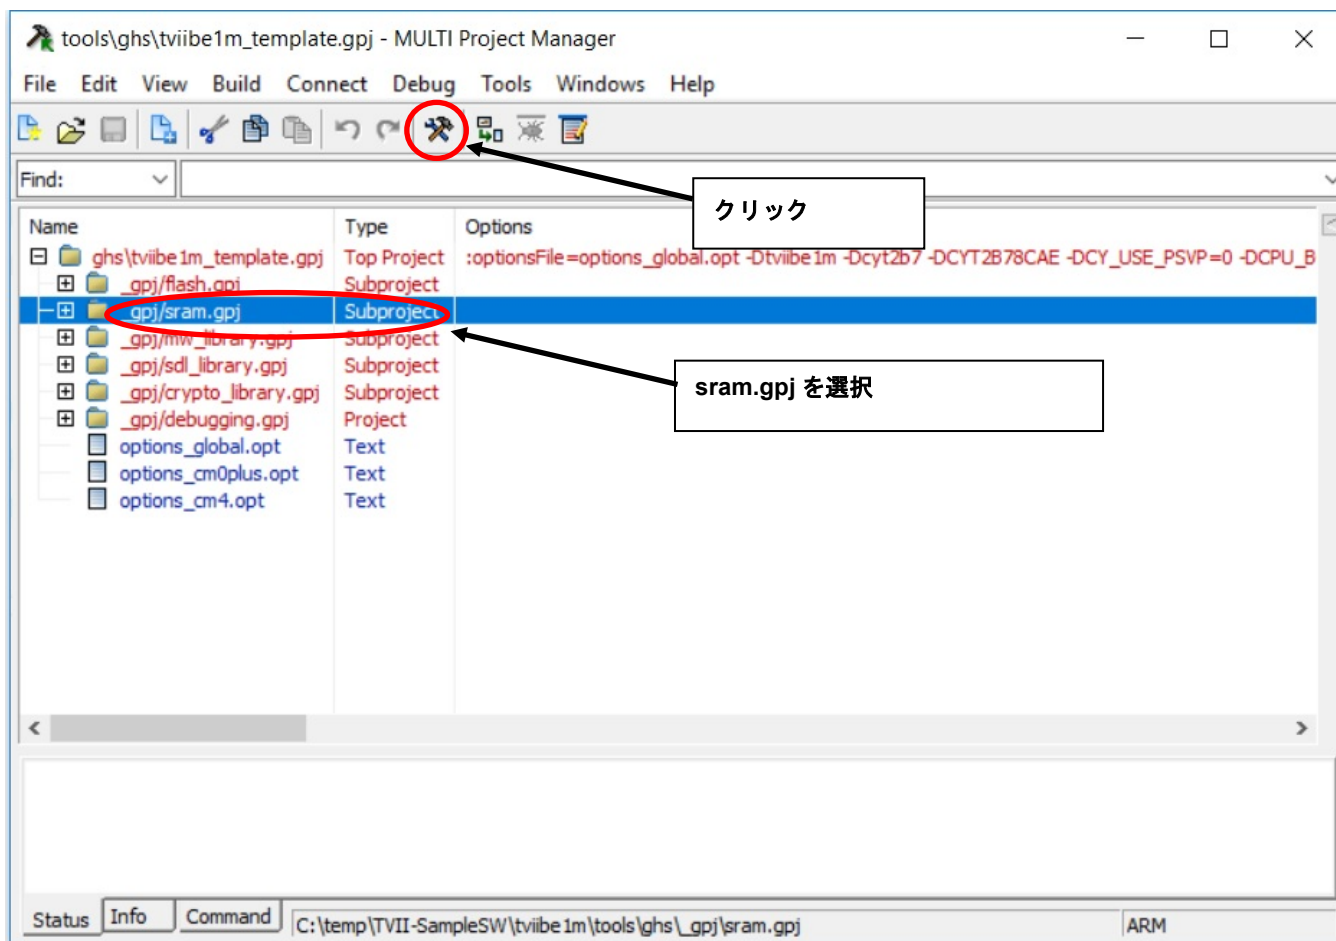 tools\ghs\tviibe1m_template.gpj - MULTI Project Manager
File Edit View Build Connect Debug Tools Windows Help
Find:
クリック
Name Type Options
ghs\tviibe1m_template.gpj Top Project :optionsFile=options_global.opt -Dtviibe1m -Dcyt2b7 -DCYT2B78CAE -DCY_USE_PSVP=0 -DCPU_B
_gpj/flash.gpj Subproject
_gpj/sram.gpj Subproject
_gpj/mw_library.gpj Subproject
_gpj/sdl_library.gpj Subproject
_gpj/crypto_library.gpj Subproject
_gpj/debugging.gpj Project
options_global.opt Text
options_cm0plus.opt Text
options_cm4.opt Text
sram.gpj を選択
Status Info Command C:\temp\TVII-SampleSW\tviibe1m\tools\ghs\_gpj\sram.gpj ARM